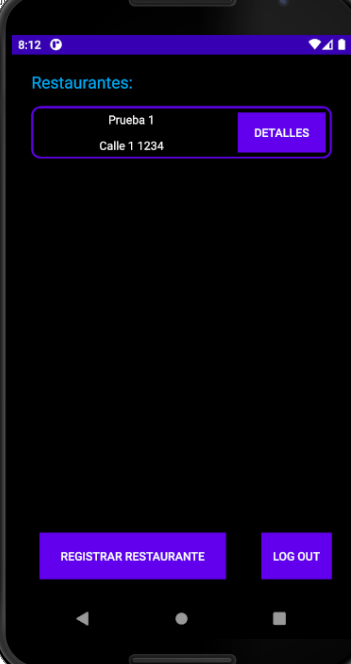 8:12
Restaurantes:
Prueba 1
Calle 1 1234
DETALLES
REGISTRAR RESTAURANTE
LOG OUT